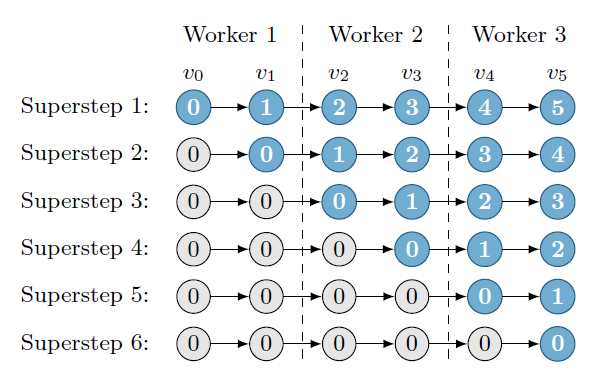 Worker 1 Worker 2 Worker 3
v0 v1 v2 v3 v4 v5
Superstep 1: 0 1 2 3 4 5
Superstep 2: 0 0 1 2 3 4
Superstep 3: 0 0 0 1 2 3
Superstep 4: 0 0 0 0 1 2
Superstep 5: 0 0 0 0 0 1
Superstep 6: 0 0 0 0 0 0